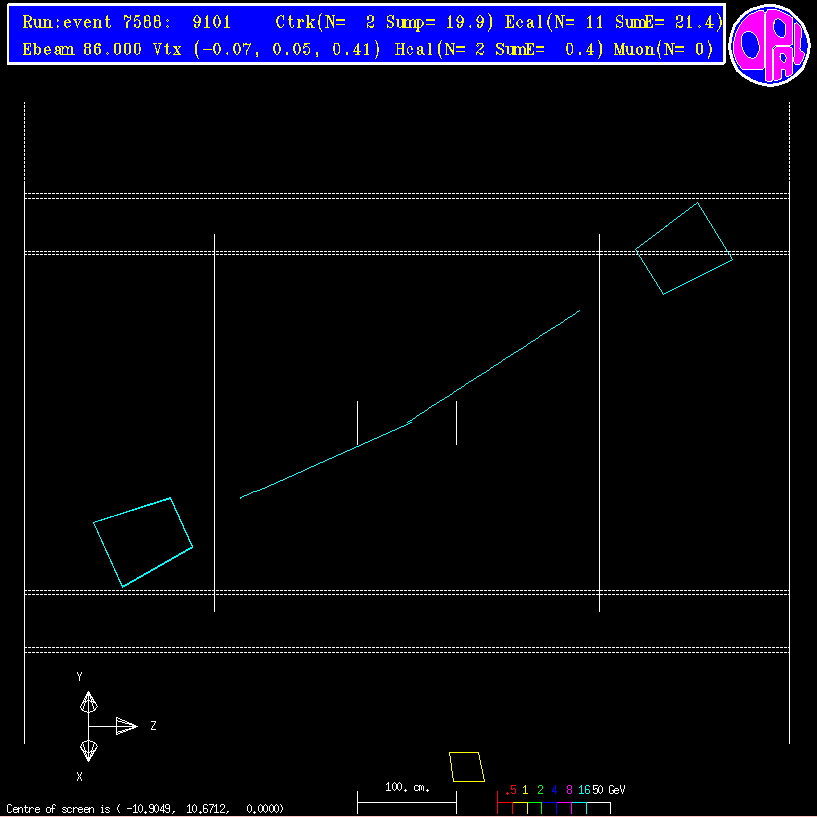 Run:event 7588: 9101 Ctrk(N= 2 Sump= 19.9) Ecal(N= 11 SumE= 21.4)
Ebeam 86.000 Vtx (-0.07, 0.05, 0.41) Hcal(N= 2 SumE= 0.4) Muon(N= 0)
OPAL
Y
Z
X
100. cm.
.5 1 2 4 8 16 50 GeV
Centre of screen is ( -10.9049, 10.6712, 0.0000)